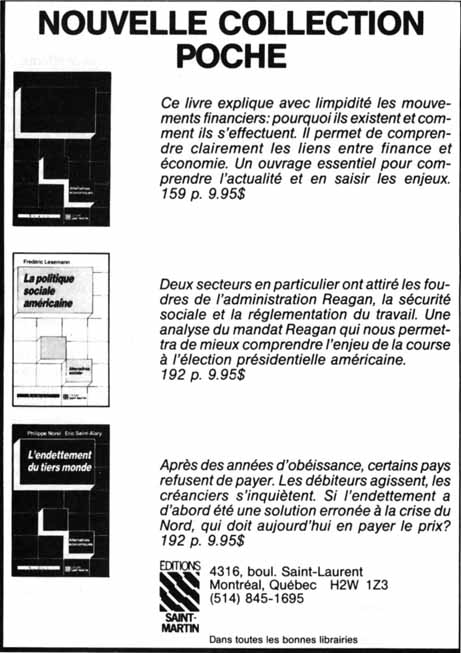 NOUVELLE COLLECTION
POCHE
Ce livre explique avec limpidité les mouve-
ments financiers: pourquoi ils existent et com-
ment ils s'effectuent. Il permet de compren-
dre clairement les liens entre finance et
économie. Un ouvrage essentiel pour com-
prendre l'actualité et en saisir les enjeux.
159 p. 9.95$
Alternatives
économiques
Frédéric Lesemann
La politique
sociale
américaine
Alternatives
sociales
Deux secteurs en particulier ont attiré les fou-
dres de l'administration Reagan, la sécurité
sociale et la réglementation du travail. Une
analyse du mandat Reagan qui nous permet-
tra de mieux comprendre l'enjeu de la course
à l'élection présidentielle américaine.
192 p. 9.95$
Philippe Norel Eric Saint-Alary
L'endettement
du tiers monde
Alternatives
économiques
Après des années d'obéissance, certains pays
refusent de payer. Les débiteurs agissent, les
créanciers s'inquiètent. Si l'endettement a
d'abord été une solution erronée à la crise du
Nord, qui doit aujourd'hui en payer le prix?
192 p. 9.95$
EDITIONS
SAINT-
MARTIN
4316, boul. Saint-Laurent
Montréal, Québec H2W 1Z3
(514) 845-1695
Dans toutes les bonnes librairies